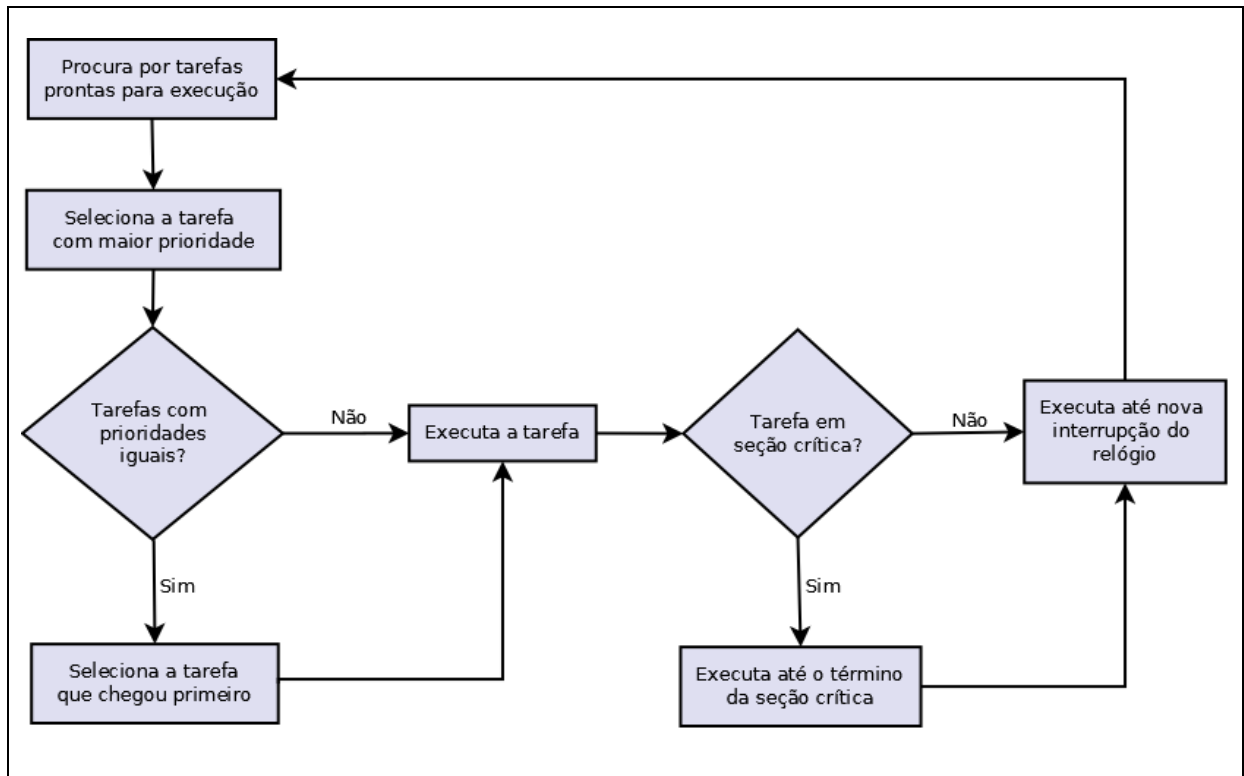 Procura por tarefas
prontas para execução
Seleciona a tarefa
com maior prioridade
Tarefas com
prioridades
iguais?
Não
Executa a tarefa
Tarefa em
seção crítica?
Não
Executa até nova
interrupção do
relógio
Sim
Seleciona a tarefa
que chegou primeiro
Sim
Executa até o término
da seção crítica